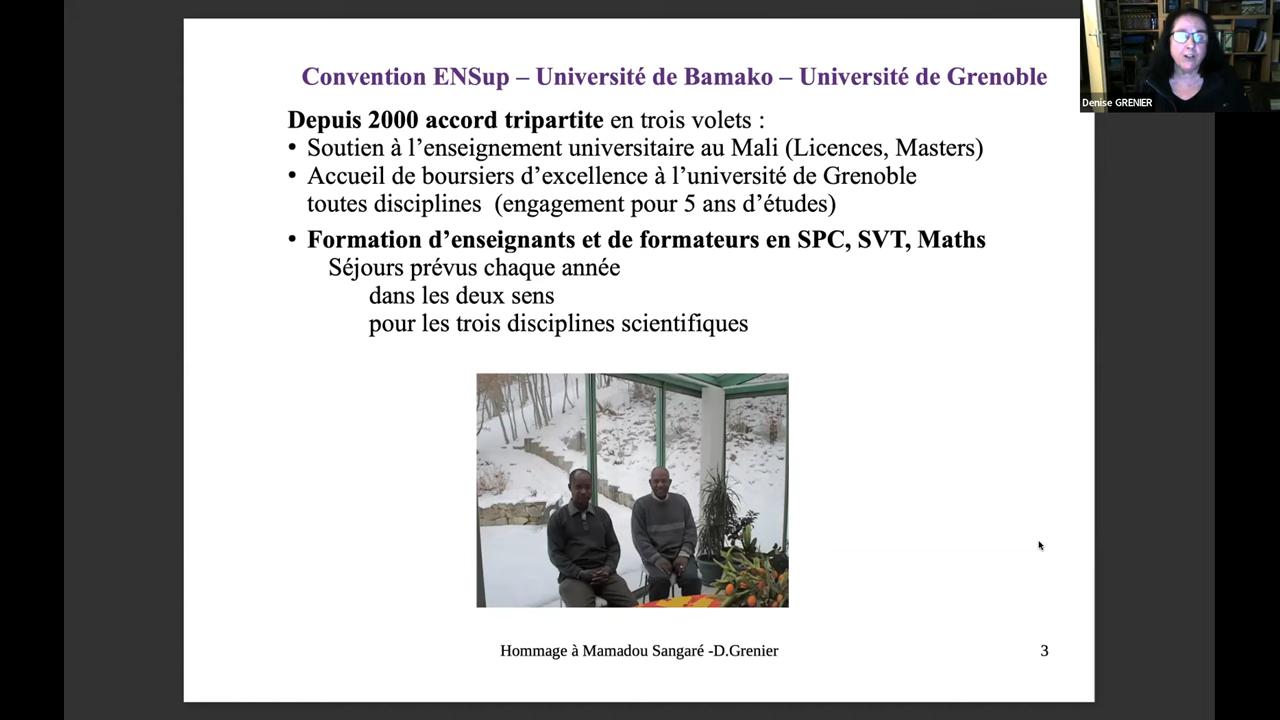 Convention ENSup – Université de Bamako – Université de Grenoble
Denise GRENIER
Depuis 2000 accord tripartite en trois volets :
• Soutien à l’enseignement universitaire au Mali (Licences, Masters)
• Accueil de boursiers d’excellence à l’université de Grenoble
toutes disciplines (engagement pour 5 ans d’études)
• Formation d’enseignants et de formateurs en SPC, SVT, Maths
Séjours prévus chaque année
dans les deux sens
pour les trois disciplines scientifiques
Hommage à Mamadou Sangaré -D.Grenier
3